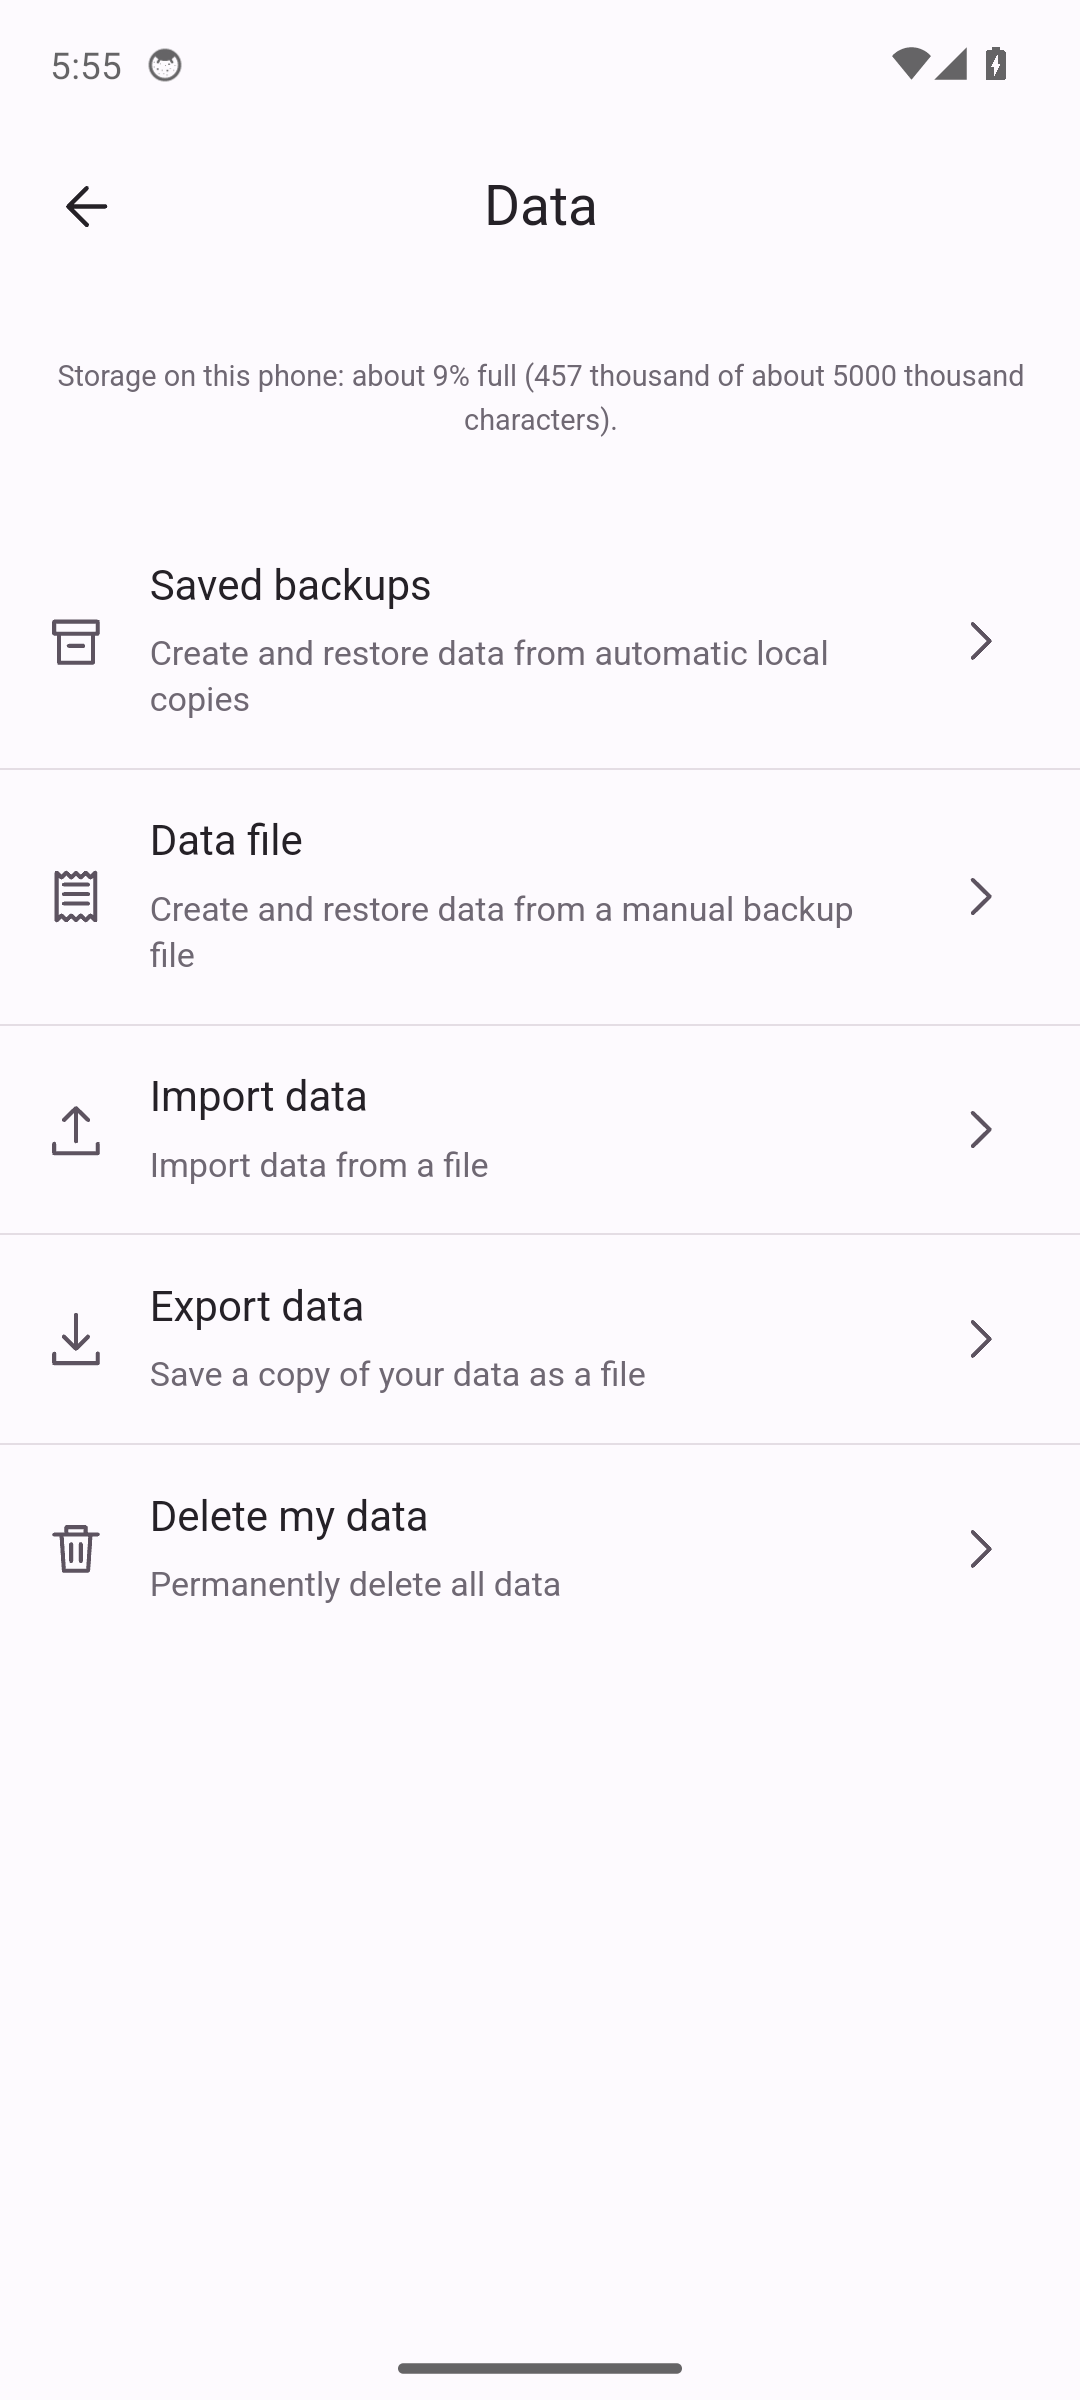 5:55
Data
Storage on this phone: about 9% full (457 thousand of about 5000 thousand
characters).
Saved backups
Create and restore data from automatic local
copies
Data file
Create and restore data from a manual backup
file
Import data
Import data from a file
Export data
Save a copy of your data as a file
Delete my data
Permanently delete all data